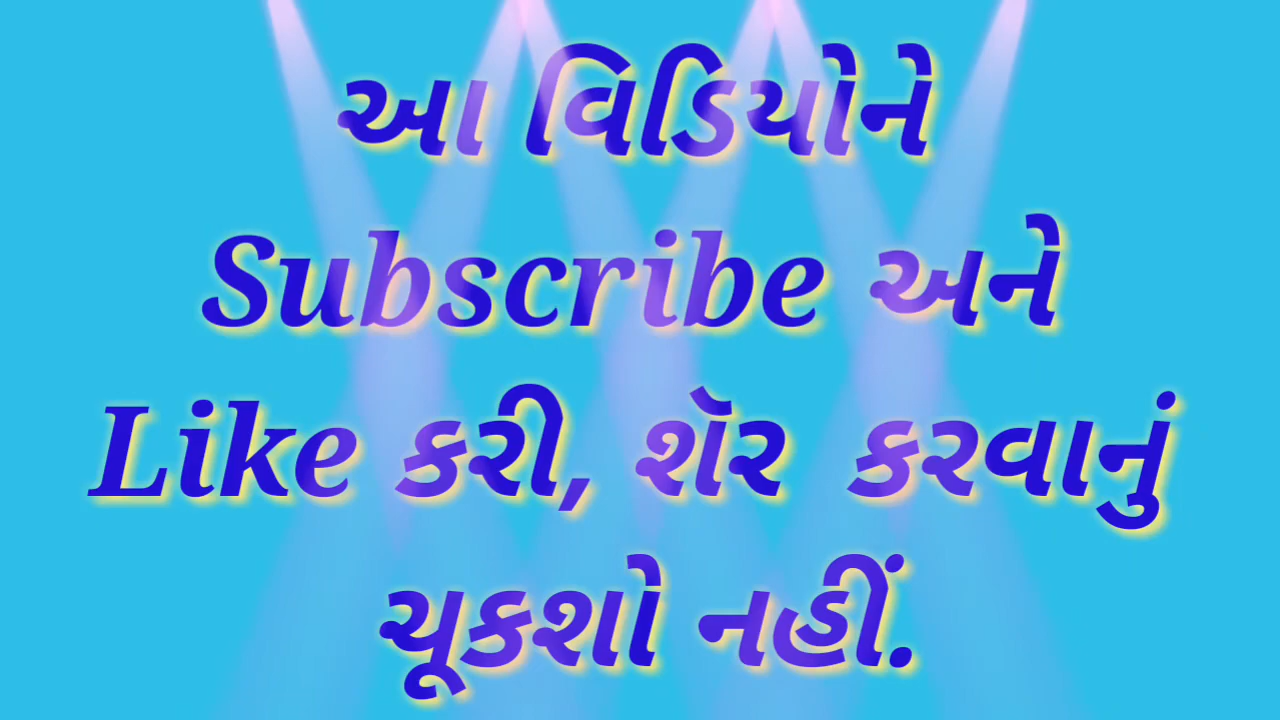 આ વિડિયોને
Subscribe અને
Like કરી, શૅર કરવાનું
ચૂકશો નહીં.